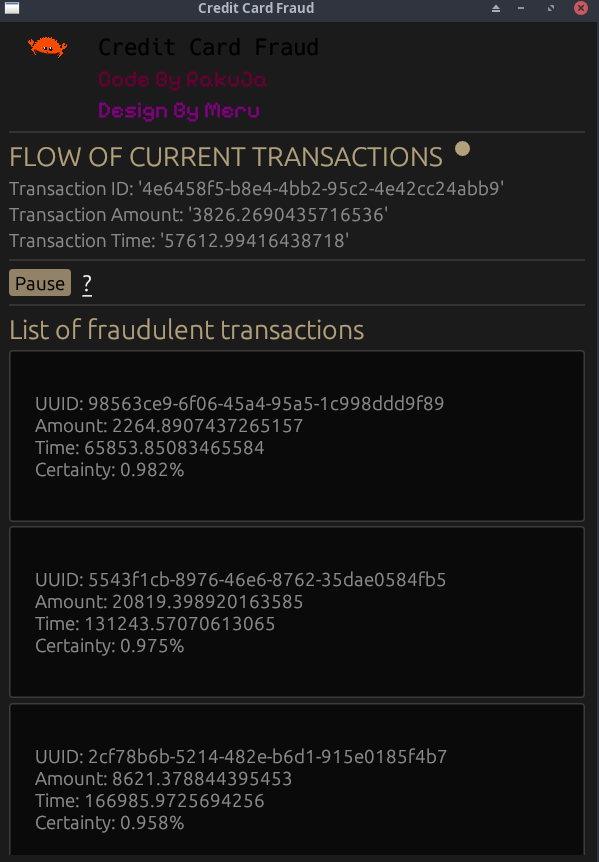 Credit Card Fraud
Credit Card Fraud
Code By RakuJa
Design By Meru
FLOW OF CURRENT TRANSACTIONS
Transaction ID: '4e6458f5-b8e4-4bb2-95c2-4e42cc24abb9'
Transaction Amount: '3826.2690435716536'
Transaction Time: '57612.99416438718'
Pause ?
List of fraudulent transactions
UUID: 98563ce9-6f06-45a4-95a5-1c998ddd9f89
Amount: 2264.8907437265157
Time: 65853.85083465584
Certainty: 0.982%
UUID: 5543f1cb-8976-46e6-8762-35dae0584fb5
Amount: 20819.398920163585
Time: 131243.57070613065
Certainty: 0.975%
UUID: 2cf78b6b-5214-482e-b6d1-915e0185f4b7
Amount: 8621.378844395453
Time: 166985.9725694256
Certainty: 0.958%